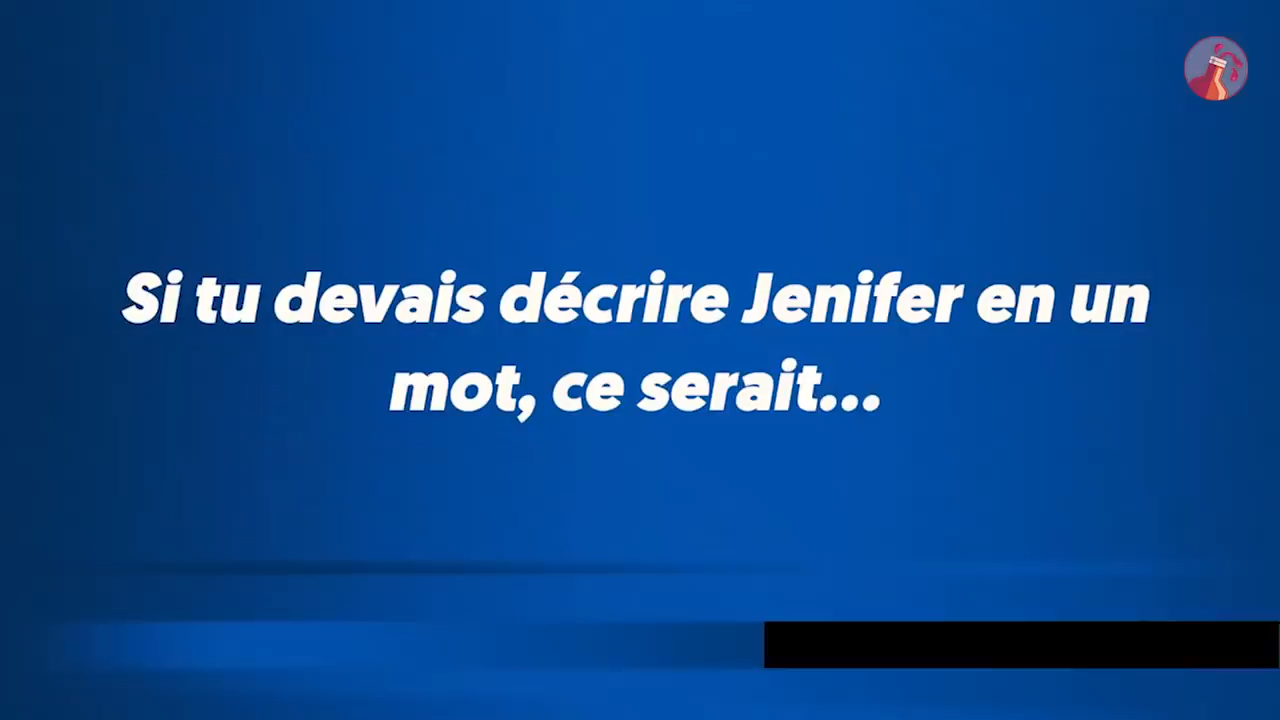 Si tu devais décrire Jenifer en un
mot, ce serait...